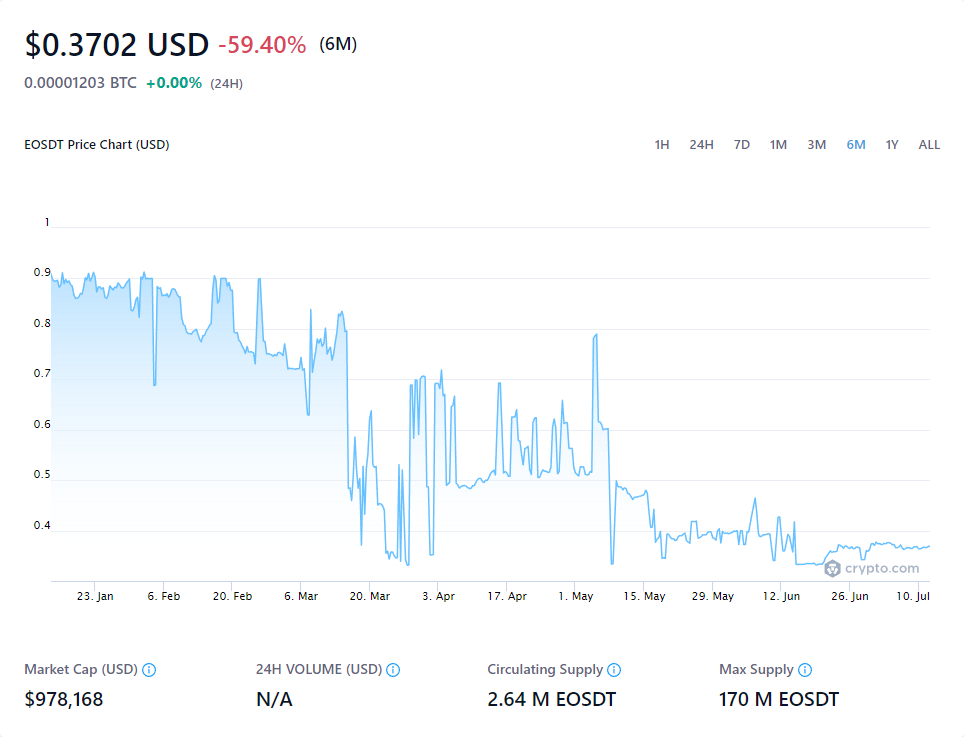 $0.3702 USD -59.40% (6M)
0.00001203 BTC +0.00% (24H)
EOSDT Price Chart (USD) 1H 24H 7D 1M 3M 6M 1Y ALL
1
0.9
0.8
0.7
0.6
0.5
0.4
crypto.com
23. Jan 6. Feb 20. Feb 6. Mar 20. Mar 3. Apr 17. Apr 1. May 15. May 29. May 12. Jun 26. Jun 10. Jul
Market Cap (USD) 24H VOLUME (USD) Circulating Supply Max Supply
$978,168 N/A 2.64 M EOSDT 170 M EOSDT